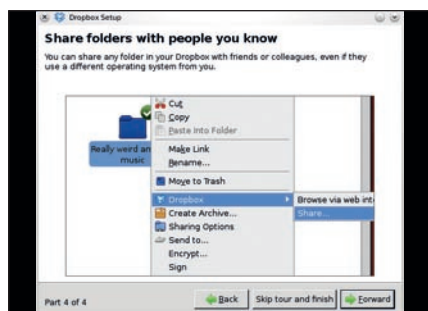 Dropbox Setup
Share folders with people you know
You can share any folder in your Dropbox with friends or colleagues, even if they
use a different operating system from you.
Cut
Copy
Paste Into Folder
Really weird
music
Make Link
Rename...
Move to Trash
Dropbox
Browse via web
Create Archive...
Share...
Sharing Options
Send to...
Encrypt...
Sign
Part 4 of 4
Back
Skip tour and finish
Forward